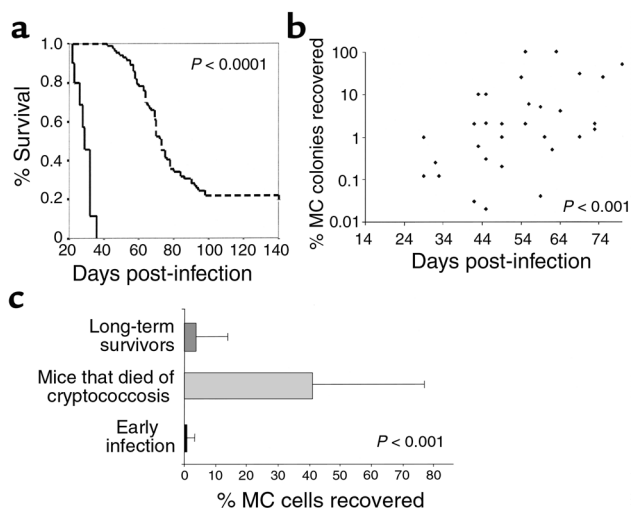 a
1.0
0.8
0.6
0.4
0.2
0
% Survival
P < 0.0001
20 40 60 80 100 120 140
Days post-infection
b
100
10
1
0.1
0.01
% MC colonies recovered
P < 0.001
14 24 34 44 54 64 74
Days post-infection
c
Long-term
survivors
Mice that died of
cryptococcosis
Early
infection
P < 0.001
0 10 20 30 40 50 60 70 80
% MC cells recovered